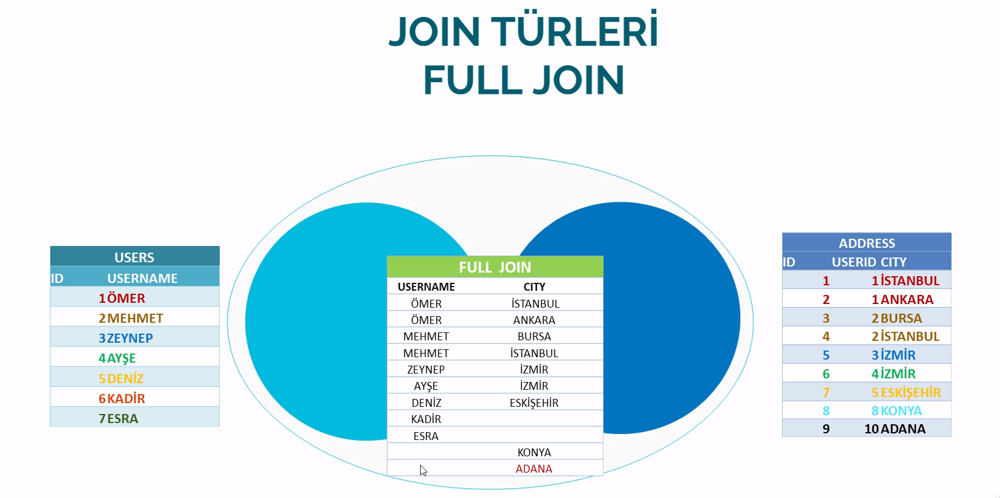 JOIN TÜRLERİ
FULL JOIN
USERS
ID USERNAME
1 ÖMER
2 MEHMET
3 ZEYNEP
4 AYŞE
5 DENİZ
6 KADİR
7 ESRA
FULL JOIN
USERNAME CITY
ÖMER İSTANBUL
ÖMER ANKARA
MEHMET BURSA
MEHMET İSTANBUL
ZEYNEP İZMİR
AYŞE İZMİR
DENİZ ESKİŞEHİR
KADİR
ESRA
KONYA
ADANA
ADDRESS
ID USERID CITY
1 1 İSTANBUL
2 1 ANKARA
3 2 BURSA
4 2 İSTANBUL
5 3 İZMİR
6 4 İZMİR
7 5 ESKİŞEHİR
8 8 KONYA
9 10 ADANA